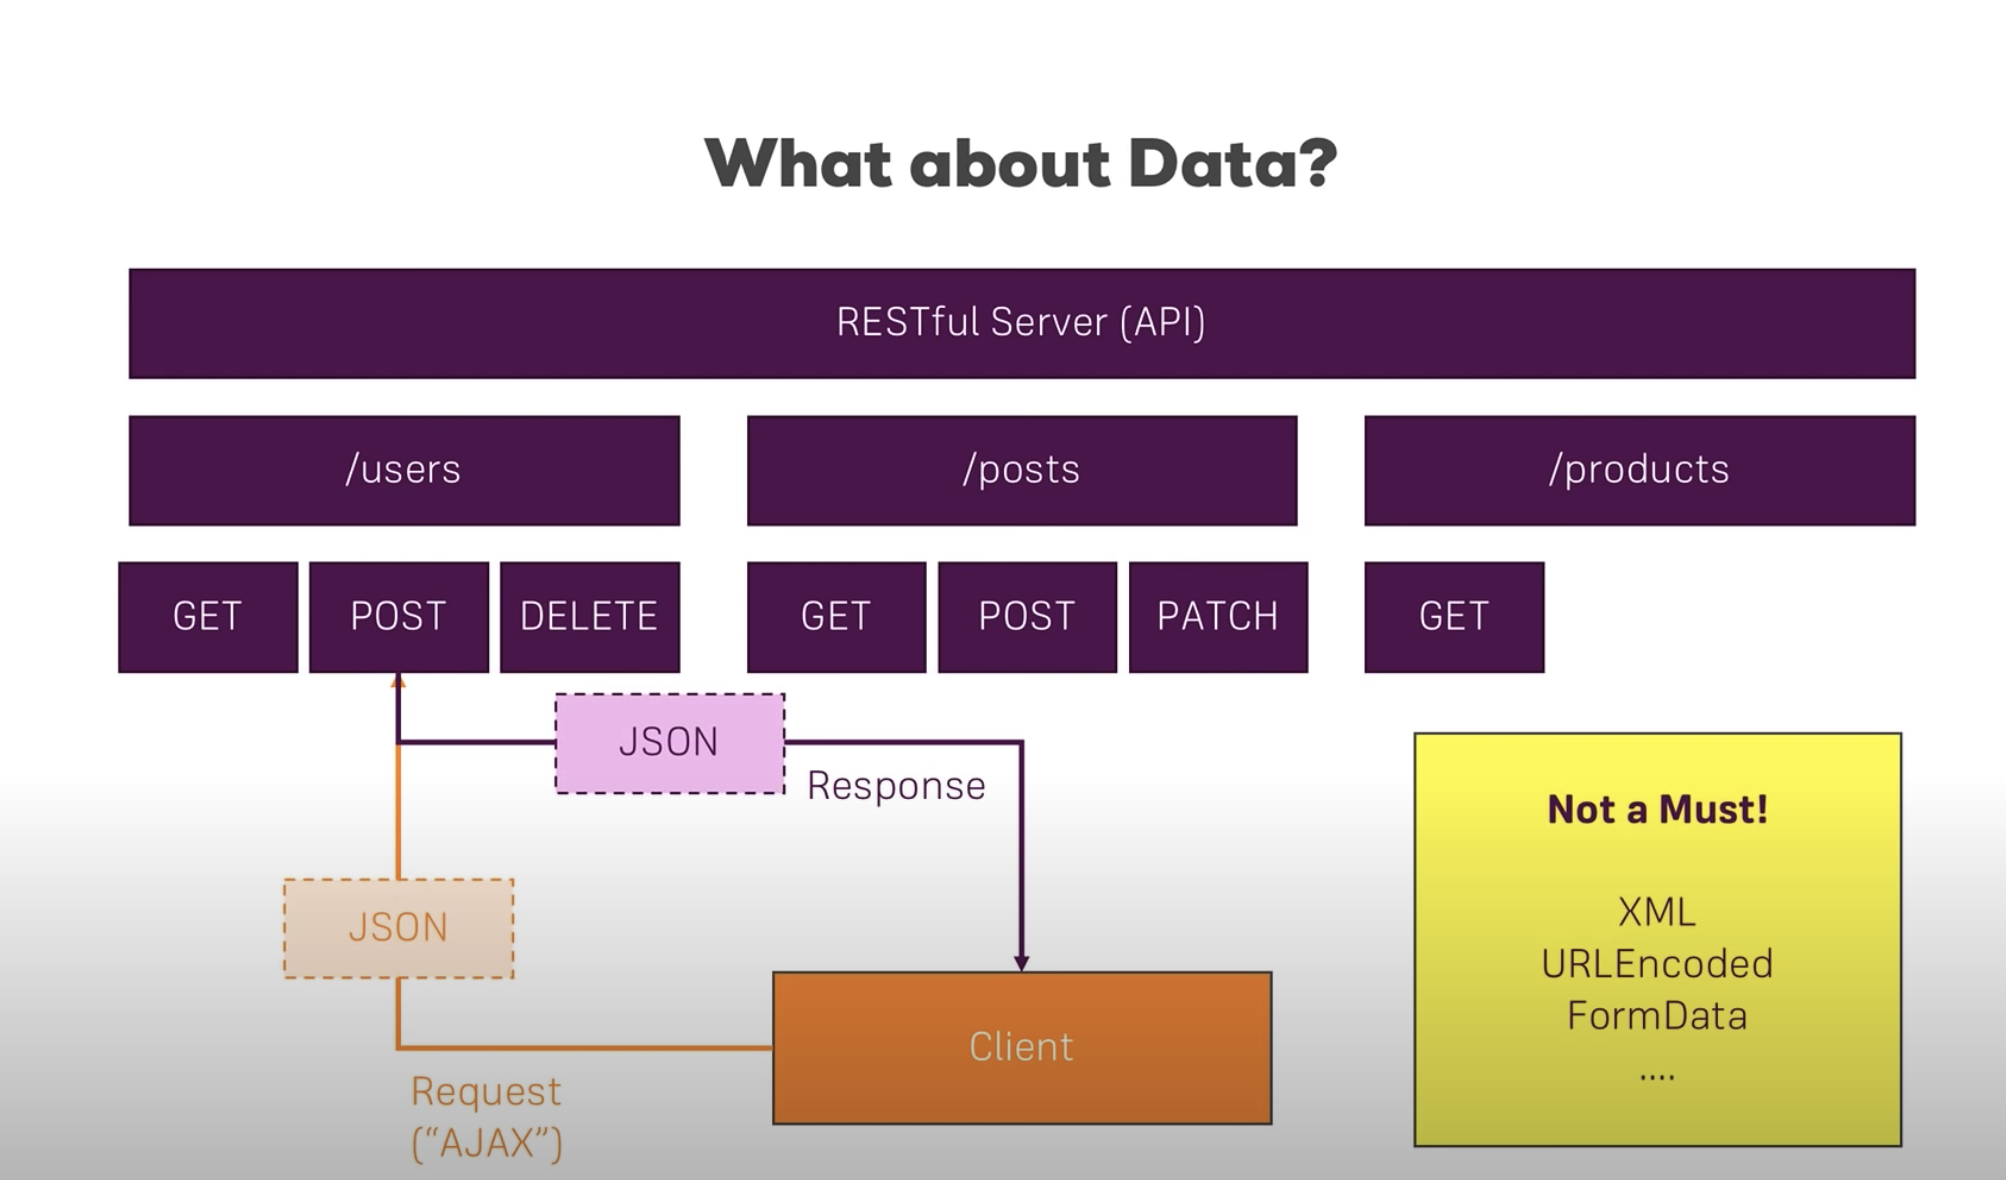 What about Data?
RESTful Server (API)
/users
/posts
/products
GET
POST
DELETE
GET
POST
PATCH
GET
JSON
Response
JSON
Request
(“AJAX”)
Client
Not a Must!
XML
URLEncoded
FormData
....